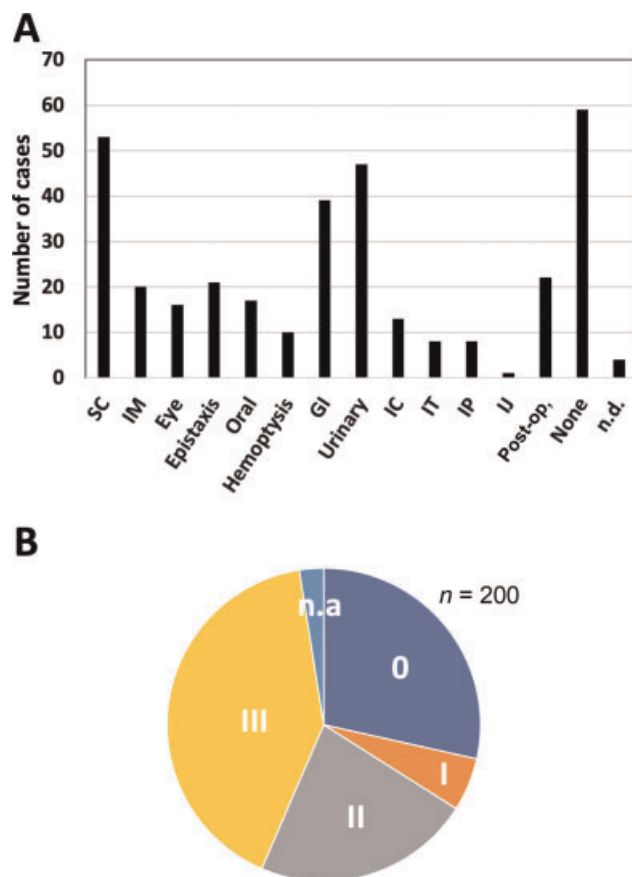 A
Number of cases
70
60
50
40
30
20
10
0
SC
IM
Eye
Epistaxis
Oral
Hemoptysis
GI
Urinary
IC
IT
IP
IJ
Post-op,
None
n.d.
B
n = 200
n.a
0
I
II
III